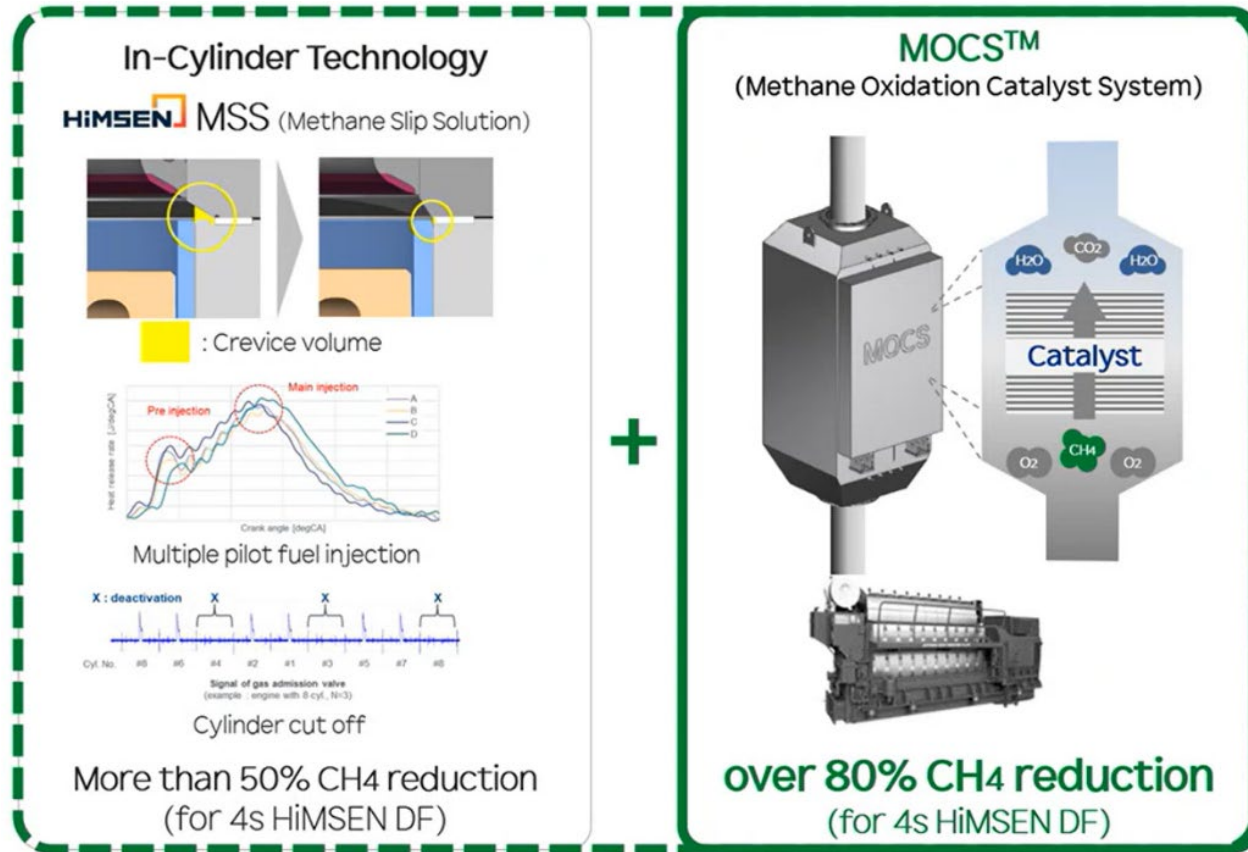 In-Cylinder Technology
HiMSEN MSS (Methane Slip Solution)
: Crevice volume
Main injection
Pre injection
A
B
C
D
Heat release rate [J/degCA]
Crank angle [degCA]
Multiple pilot fuel injection
X : deactivation X X X
Cyl. No. #8 #6 #4 #2 #1 #3 #5 #7 #8
Signal of gas admission valve
(example : engine with 8 cyl., N=3)
Cylinder cut off
More than 50% CH4 reduction
(for 4s HiMSEN DF)
+
MOCS™
(Methane Oxidation Catalyst System)
MOCS
H2O CO2 H2O
Catalyst
O2 CH4 O2
over 80% CH4 reduction
(for 4s HiMSEN DF)